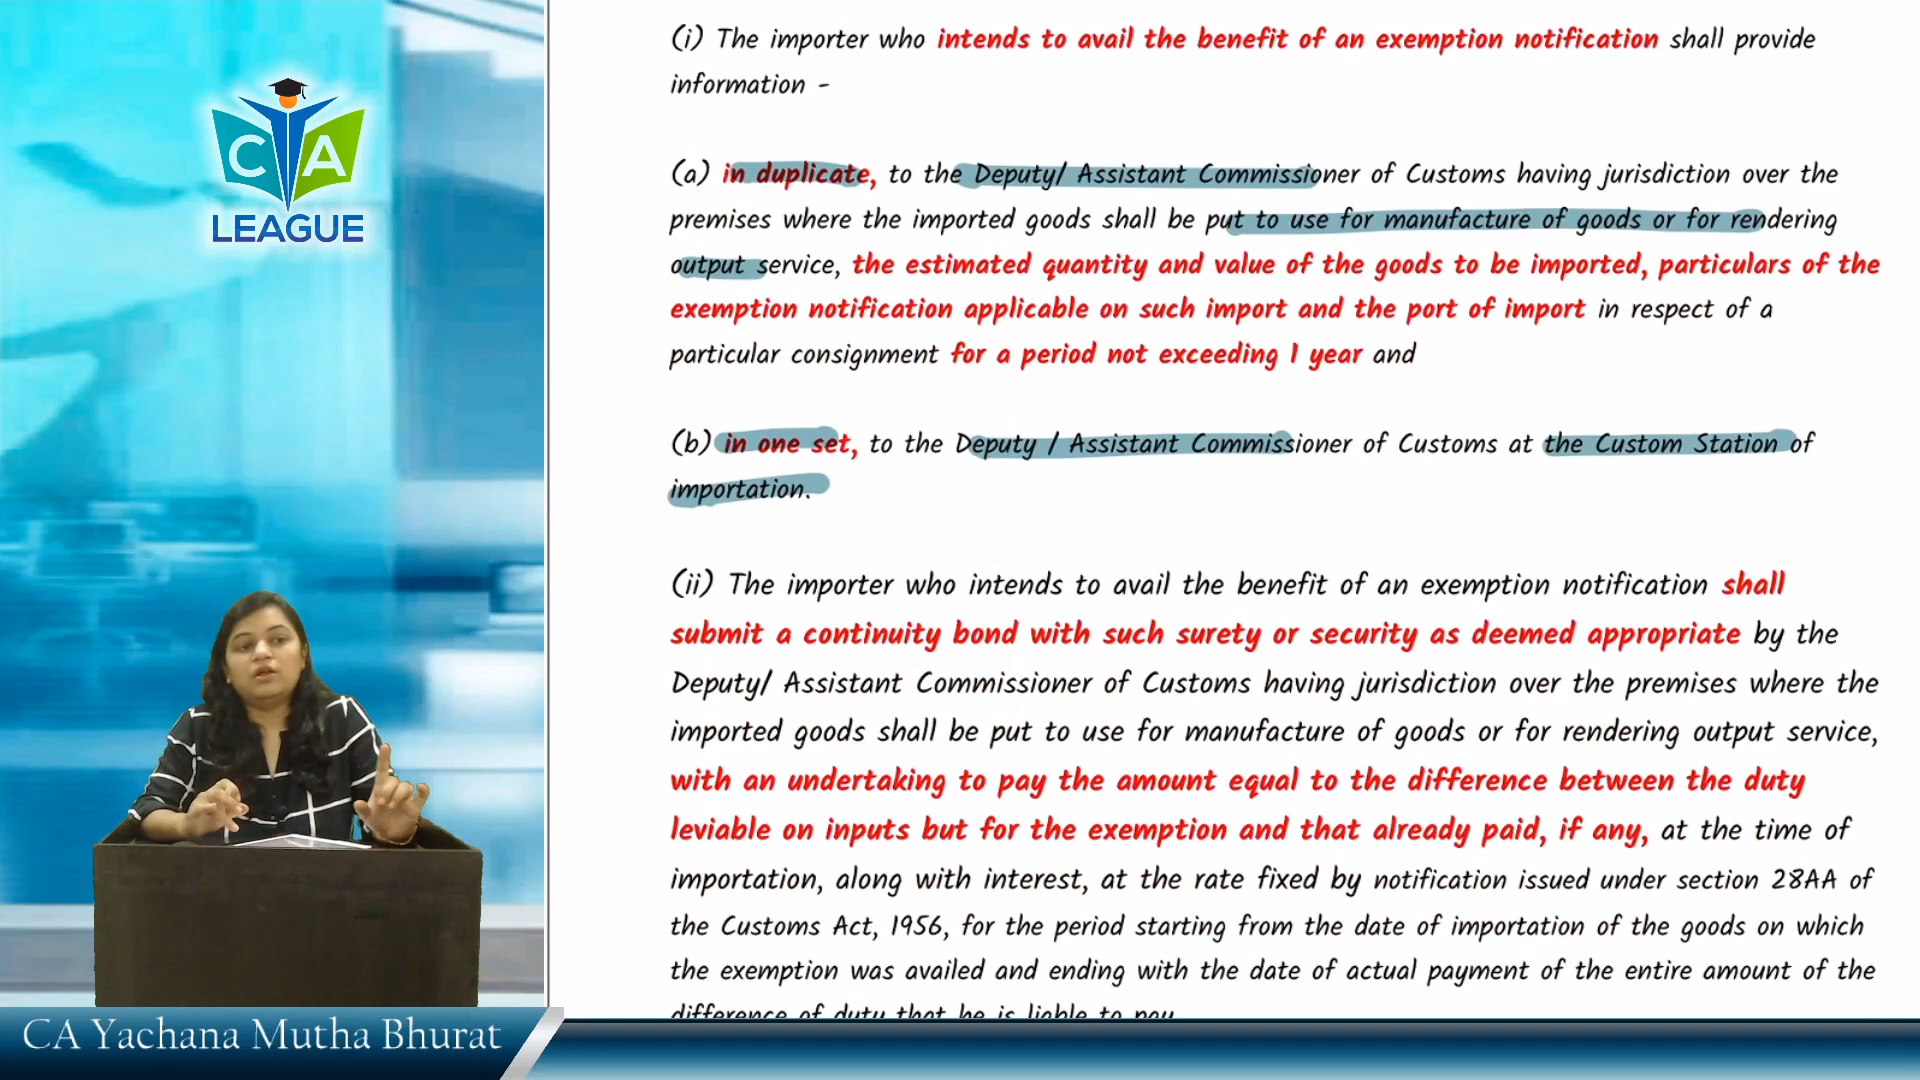 CA
LEAGUE
(i) The importer who intends to avail the benefit of an exemption notification shall provide
information -
(a) in duplicate, to the Deputy/ Assistant Commissioner of Customs having jurisdiction over the
premises where the imported goods shall be put to use for manufacture of goods or for rendering
output service, the estimated quantity and value of the goods to be imported, particulars of the
exemption notification applicable on such import and the port of import in respect of a
particular consignment for a period not exceeding 1 year and
(b) in one set, to the Deputy / Assistant Commissioner of Customs at the Custom Station of
importation.
(ii) The importer who intends to avail the benefit of an exemption notification shall
submit a continuity bond with such surety or security as deemed appropriate by the
Deputy/ Assistant Commissioner of Customs having jurisdiction over the premises where the
imported goods shall be put to use for manufacture of goods or for rendering output service,
with an undertaking to pay the amount equal to the difference between the duty
leviable on inputs but for the exemption and that already paid, if any, at the time of
importation, along with interest, at the rate fixed by notification issued under section 28AA of
the Customs Act, 1956, for the period starting from the date of importation of the goods on which
the exemption was availed and ending with the date of actual payment of the entire amount of the
difference of duty that he is liable to pay
CA Yachana Mutha Bhurat